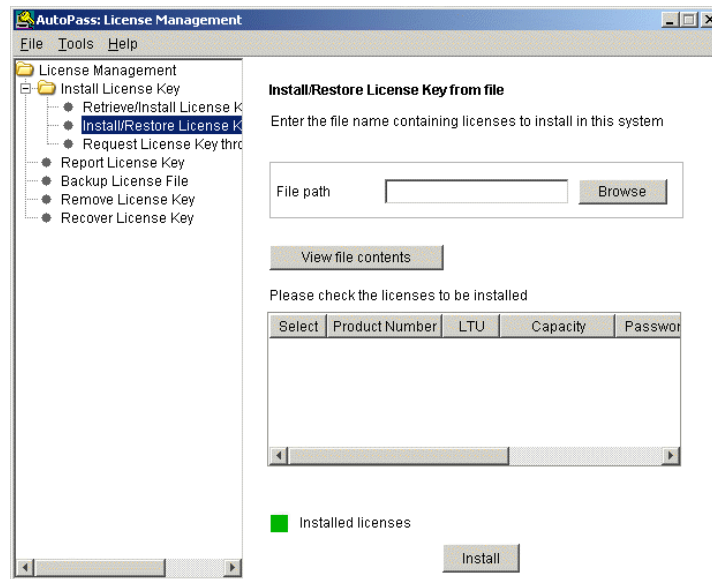 AutoPass: License Management
File Tools Help
License Management
Install License Key
Retrieve/Install License K
Install/Restore License K
Request License Key thro
Report License Key
Backup License File
Remove License Key
Recover License Key
Install/Restore License Key from file
Enter the file name containing licenses to install in this system
File path
Browse
View file contents
Please check the licenses to be installed
Select Product Number LTU Capacity Passwor
Installed licenses
Install